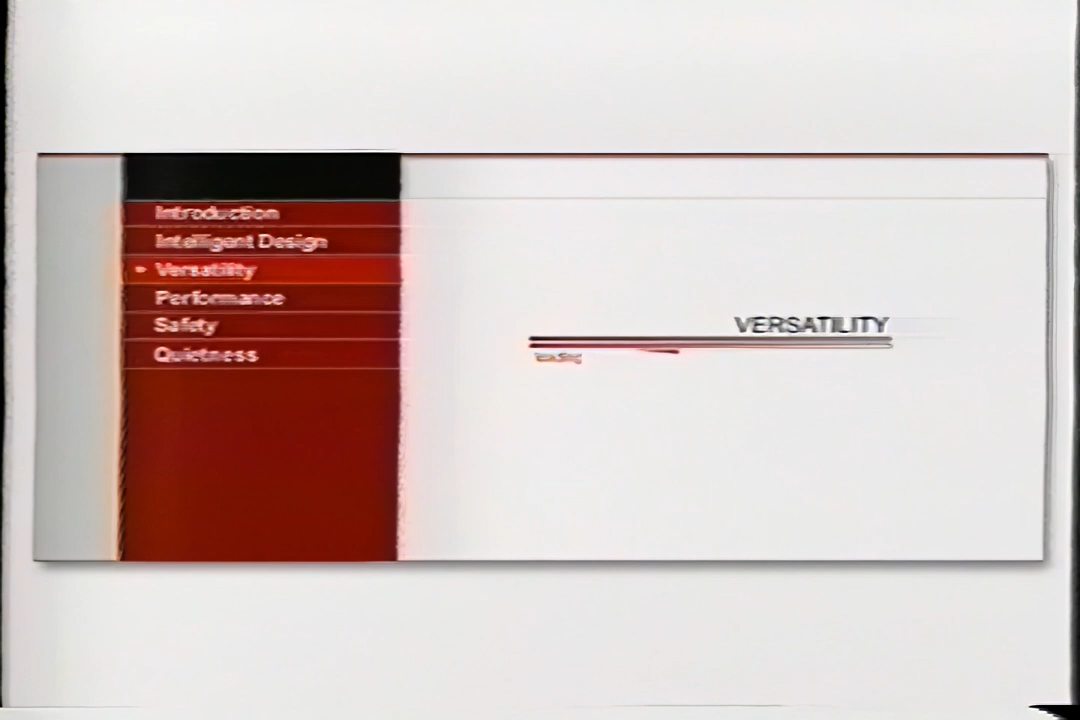 Introduction
Intelligent Design
Versatility
Performance
Safety
Quietness
VERSATILITY